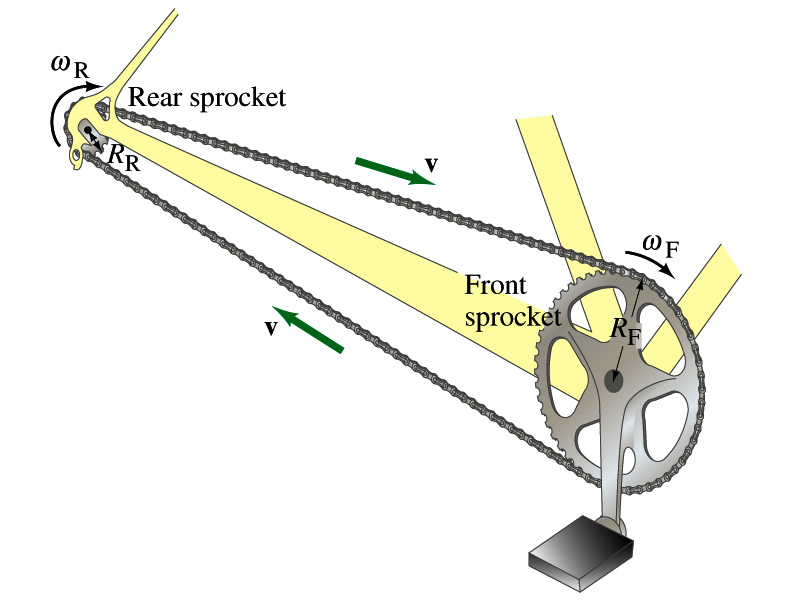 ωR
Rear sprocket
RR
v
ωF
Front
sprocket
RF
v